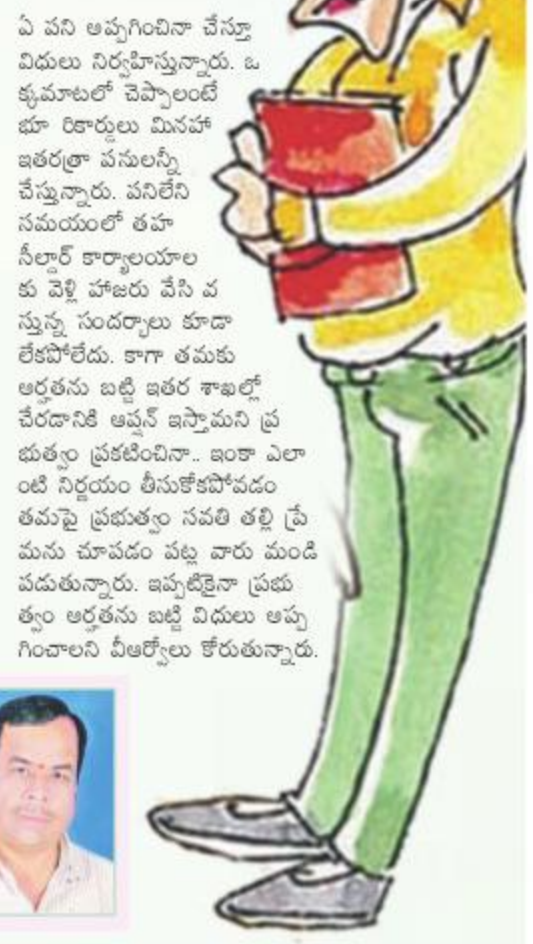 ఏ పని అప్పగించినా చేస్తూ
విధులు నిర్వహిస్తున్నారు. ఒ
క్కమాటలో చెప్పాలంటే
భూ రికార్డులు మినహా
ఇతరత్రా పనులన్నీ
చేస్తున్నారు. పనిలేని
సమయంలో తహ
సీల్దార్ కార్యాలయాల
కు వెళ్లి హాజరు వేసి వ
స్తున్న సందర్భాలు కూడా
లేకపోలేదు. కాగా తమకు
ఆర్హతను బట్టి ఇతర శాఖల్లో
చేరడానికి ఆప్షన్ ఇస్తామని ప్ర
భుత్వం ప్రకటించినా.. ఇంకా ఎలా
ంటి నిర్ణయం తీసుకోకపోవడం
తమపై ప్రభుత్వం సవతి తల్లి ప్రే
మను చూపడం పట్ల వారు మండి
పడుతున్నారు. ఇప్పటికైనా ప్రభు
త్వం అర్హతను బట్టి విధులు అప్ప
గించాలని వీఆర్వోలు కోరుతున్నారు.